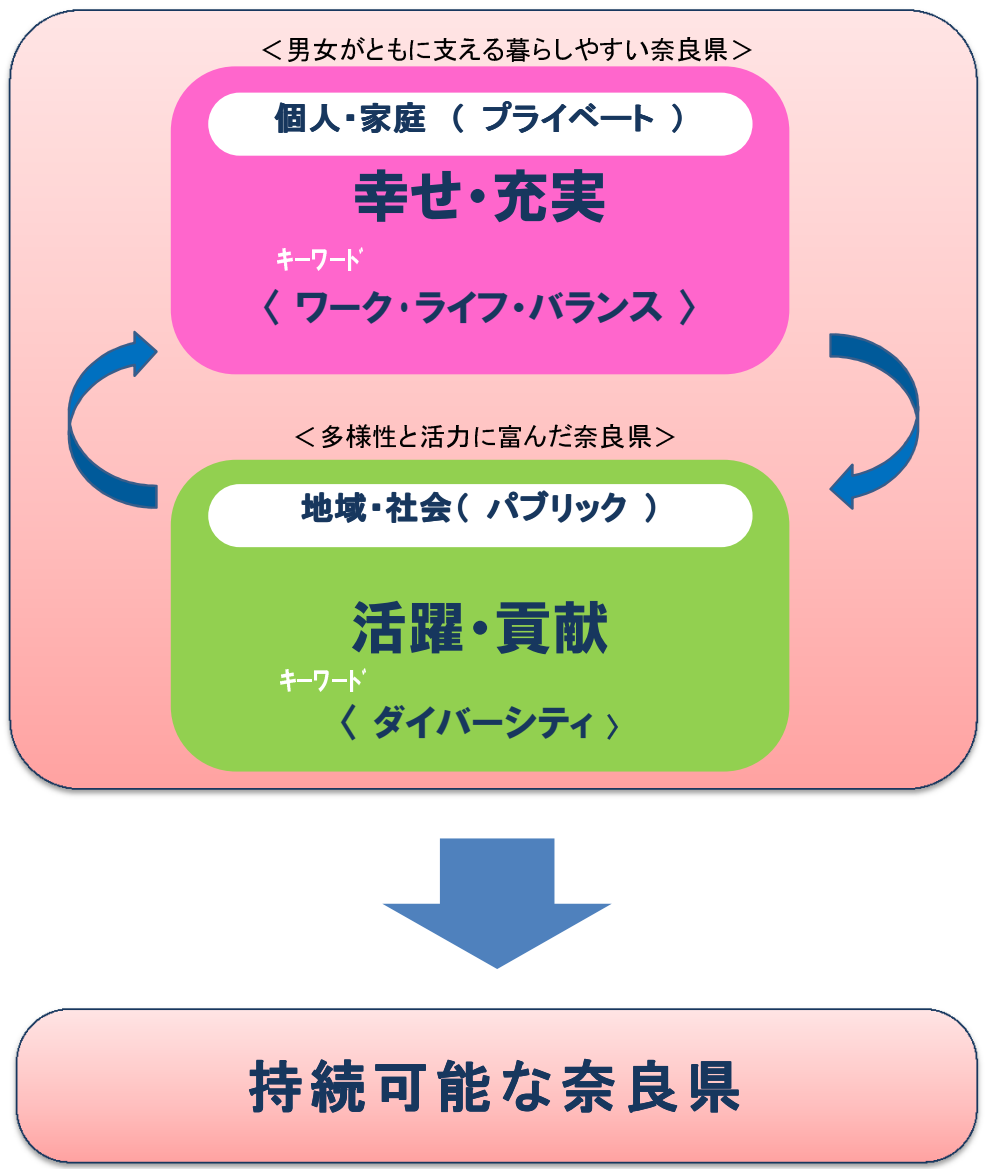 ＜男女がともに支える暮らしやすい奈良県＞
個人・家庭 （ プライベート ）
幸せ・充実
ｷｰﾜｰﾄﾞ
〈 ワーク・ライフ・バランス 〉
＜多様性と活力に富んだ奈良県＞
地域・社会（ パブリック ）
活躍・貢献
ｷｰﾜｰﾄﾞ
〈 ダイバーシティ 〉
持続可能な奈良県